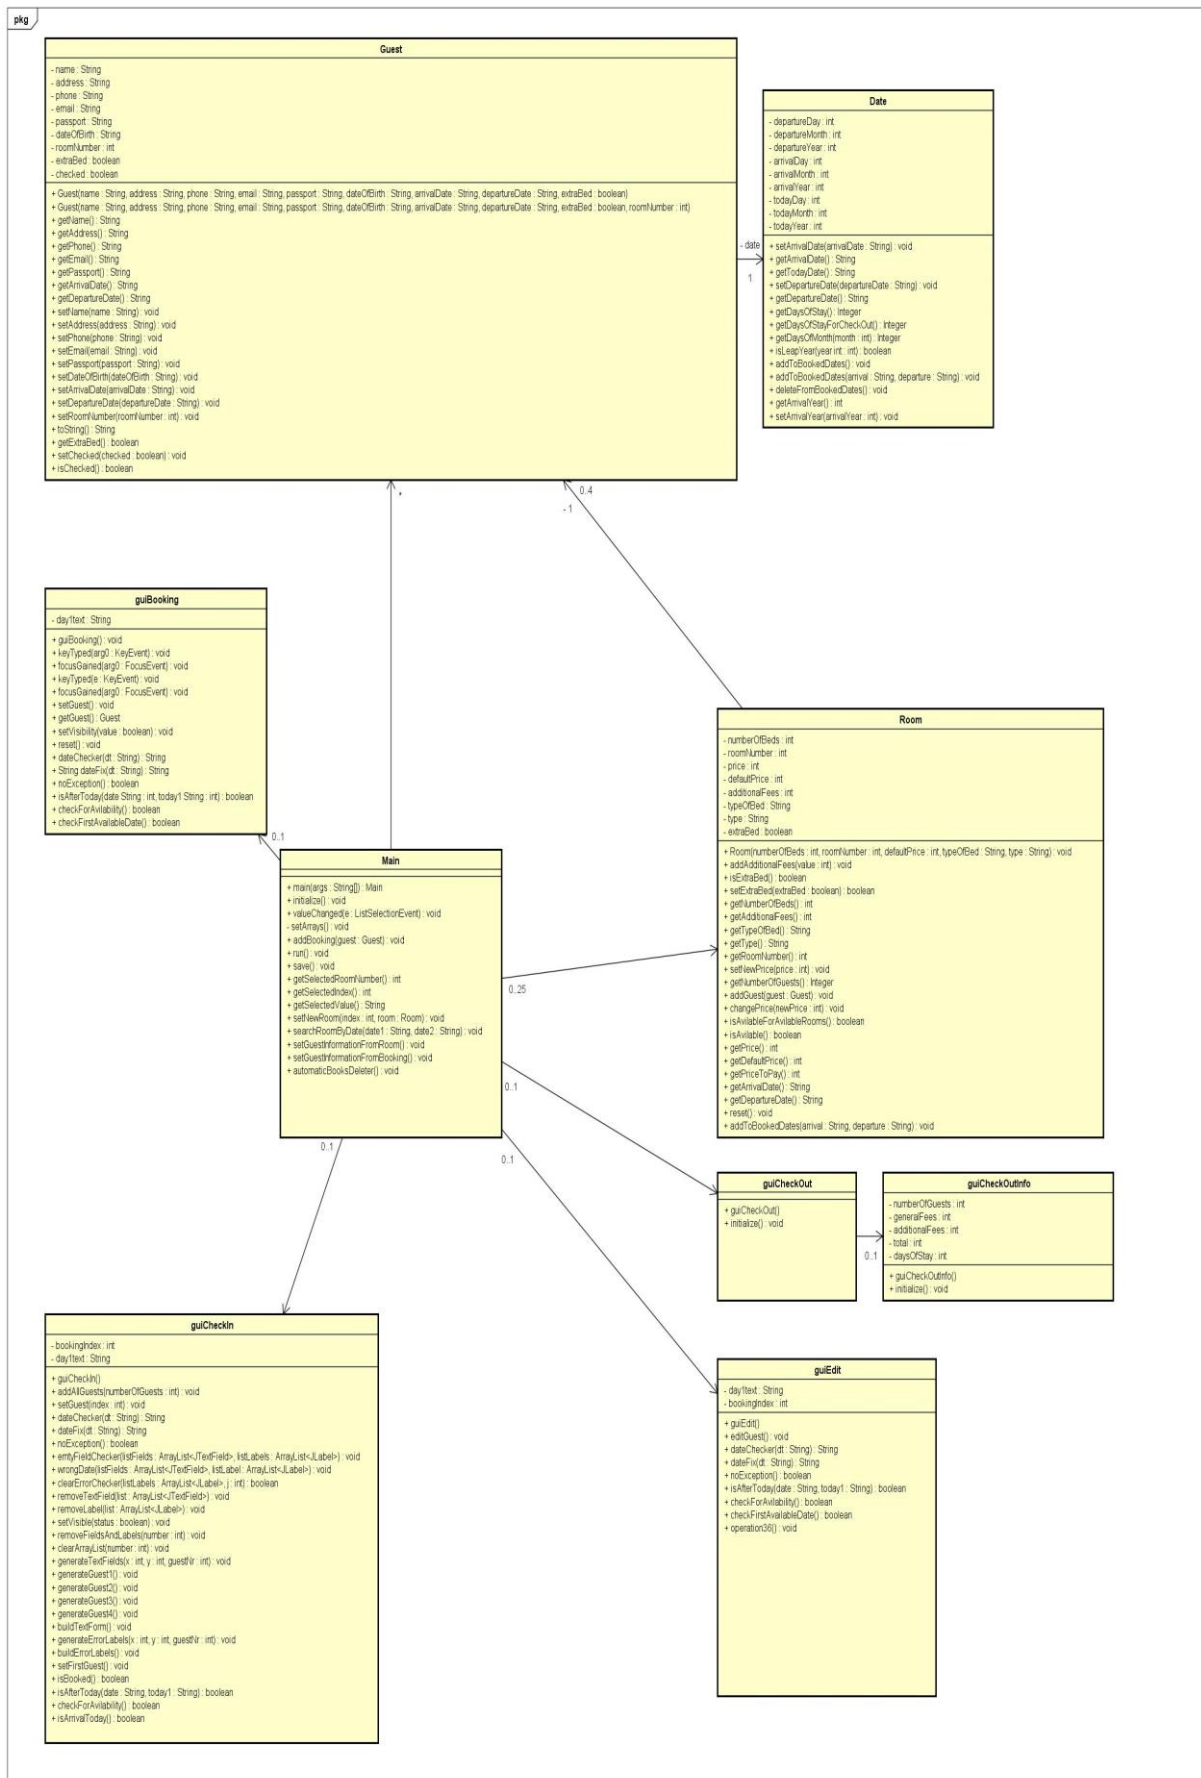 pkg
Guest
- name : String
- address : String
- phone : String
- email : String
- passport : String
- dateOfBirth : String
- roomNumber : int
- extraBed : boolean
- checked : boolean
+ Guest(name : String, address : String, phone : String, email : String, passport : String, dateOfBirth : String, arrivalDate : String, departureDate : String, extraBed : boolean)
+ Guest(name : String, address : String, phone : String, email : String, passport : String, dateOfBirth : String, arrivalDate : String, departureDate : String, extraBed : boolean, roomNumber : int)
+ getName() : String
+ getAddress() : String
+ getPhone() : String
+ getEmail() : String
+ getPassport() : String
+ getArrivalDate() : String
+ getDepartureDate() : String
+ setName(name : String) : void
+ setAddress(address : String) : void
+ setPhone(phone : String) : void
+ setEmail(email : String) : void
+ setPassport(passport : String) : void
+ setDateOfBirth(dateOfBirth : String) : void
+ setArrivalDate(arrivalDate : String) : void
+ setDepartureDate(departureDate : String) : void
+ setRoomNumber(roomNumber : int) : void
+ toString() : String
+ getExtraBed() : boolean
+ setChecked(checked : boolean) : void
+ isChecked() : boolean
- date
1
Date
- departureDay : int
- departureMonth : int
- departureYear : int
- arrivalDay : int
- arrivalMonth : int
- arrivalYear : int
- todayDay : int
- todayMonth : int
- todayYear : int
+ setArrivalDate(arrivalDate : String) : void
+ getArrivalDate() : String
+ getTodayDate() : String
+ setDepartureDate(departureDate : String) : void
+ getDepartureDate() : String
+ getDaysOfStay() : Integer
+ getDaysOfStayForCheckOut() : Integer
+ getDaysOfMonth(month : int) : Integer
+ isLeapYear(year int : int) : boolean
+ addToBookedDates() : void
+ addToBookedDates(arrival : String, departure : String) : void
+ deleteFromBookedDates() : void
+ getArrivalYear() : int
+ setArrivalYear(arrivalYear : int) : void
*
0..4
- 1
guiBooking
- day1text : String
+ guiBooking() : void
+ keyTyped(arg0 : KeyEvent) : void
+ focusGained(arg0 : FocusEvent) : void
+ keyTyped(e : KeyEvent) : void
+ focusGained(arg0 : FocusEvent) : void
+ setGuest() : void
+ getGuest() : Guest
+ setVisibility(value : boolean) : void
+ reset() : void
+ dateChecker(dt : String) : String
+ String dateFix(dt : String) : String
+ noException() : boolean
+ isAfterToday(date String : int, today1 String : int) : boolean
+ checkForAvilability() : boolean
+ checkFirstAvailableDate() : boolean
0..1
Main
+ main(args : String[]) : Main
+ initialize() : void
+ valueChanged(e : ListSelectionEvent) : void
- setArrays() : void
+ addBooking(guest : Guest) : void
+ run() : void
+ save() : void
+ getSelectedRoomNumber() : int
+ getSelectedIndex() : int
+ getSelectedValue() : String
+ setNewRoom(index : int, room : Room) : void
+ searchRoomByDate(date1 : String, date2 : String) : void
+ setGuestInformationFromRoom() : void
+ setGuestInformationFromBooking() : void
+ automaticBooksDeleter() : void
0..25
0..1
0..1
0..1
Room
- numberOfBeds : int
- roomNumber : int
- price : int
- defaultPrice : int
- additionalFees : int
- typeOfBed : String
- type : String
- extraBed : boolean
+ Room(numberOfBeds : int, roomNumber : int, defaultPrice : int, typeOfBed : String, type : String) : void
+ addAdditionalFees(value : int) : void
+ isExtraBed() : boolean
+ setExtraBed(extraBed : boolean) : boolean
+ getNumberOfBeds() : int
+ getAdditionalFees() : int
+ getTypeOfBed() : String
+ getType() : String
+ getRoomNumber() : int
+ setNewPrice(price : int) : void
+ getNumberOfGuests() : Integer
+ addGuest(guest : Guest) : void
+ changePrice(newPrice : int) : void
+ isAvilableForAvilableRooms() : boolean
+ isAvilable() : boolean
+ getPrice() : int
+ getDefaultPrice() : int
+ getPriceToPay() : int
+ getArrivalDate() : String
+ getDepartureDate() : String
+ reset() : void
+ addToBookedDates(arrival : String, departure : String) : void
guiCheckOut
+ guiCheckOut()
+ initialize() : void
0..1
guiCheckOutInfo
- numberOfGuests : int
- generalFees : int
- additionalFees : int
- total : int
- daysOfStay : int
+ guiCheckOutInfo()
+ initialize() : void
guiCheckIn
- bookingIndex : int
- day1text : String
+ guiCheckIn()
+ addAllGuests(numberOfGuests : int) : void
+ setGuest(index : int) : void
+ dateChecker(dt : String) : String
+ dateFix(dt : String) : String
+ noException() : boolean
+ emtyFieldChecker(listFields : ArrayList<JTextField>, listLabels : ArrayList<JLabel>) : void
+ wrongDate(listFields : ArrayList<JTextField>, listLabel : ArrayList<JLabel>) : void
+ clearErrorChecker(listLabels : ArrayList<JLabel>, j : int) : boolean
+ removeTextField(list : ArrayList<JTextField>) : void
+ removeLabel(list : ArrayList<JLabel>) : void
+ setVisible(status : boolean) : void
+ removeFieldsAndLabels(number : int) : void
+ clearArrayList(number : int) : void
+ generateTextFields(x : int, y : int, guestNr : int) : void
+ generateGuest1() : void
+ generateGuest2() : void
+ generateGuest3() : void
+ generateGuest4() : void
+ buildTextForm() : void
+ generateErrorLabels(x : int, y : int, guestNr : int) : void
+ buildErrorLabels() : void
+ setFirstGuest() : void
+ isBooked() : boolean
+ isAfterToday(date : String, today1 : String) : boolean
+ checkForAvilability() : boolean
+ isArrivalToday() : boolean
guiEdit
- day1text : String
- bookingIndex : int
+ guiEdit()
+ editGuest() : void
+ dateChecker(dt : String) : String
+ dateFix(dt : String) : String
+ noException() : boolean
+ isAfterToday(date : String, today1 : String) : boolean
+ checkForAvilability() : boolean
+ checkFirstAvailableDate() : boolean
+ operation36() : void